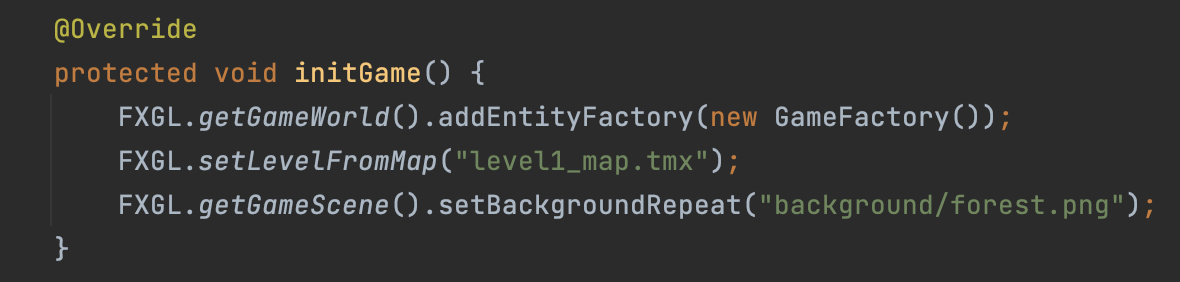 @Override
protected void initGame() {
FXGL.getGameWorld().addEntityFactory(new GameFactory());
FXGL.setLevelFromMap("level1_map.tmx");
FXGL.getGameScene().setBackgroundRepeat("background/forest.png");
}